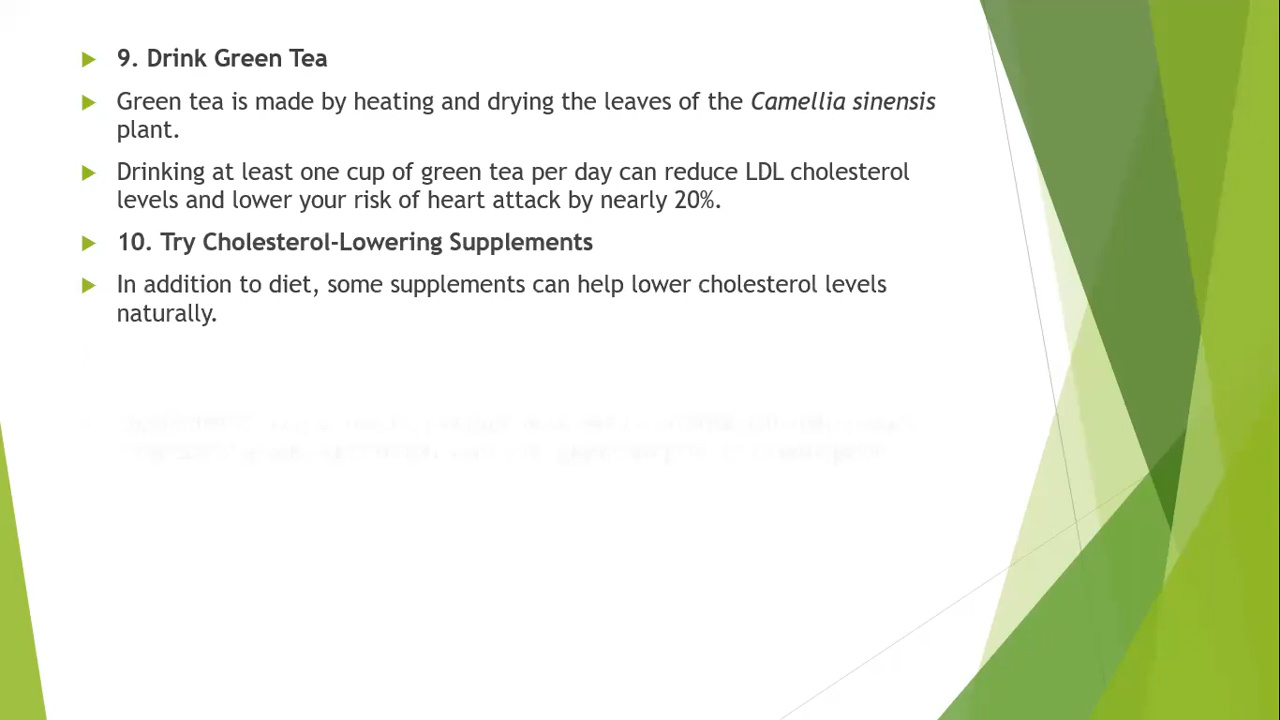 9. Drink Green Tea
Green tea is made by heating and drying the leaves of the Camellia sinensis
plant.
Drinking at least one cup of green tea per day can reduce LDL cholesterol
levels and lower your risk of heart attack by nearly 20%.
10. Try Cholesterol-Lowering Supplements
In addition to diet, some supplements can help lower cholesterol levels
naturally.